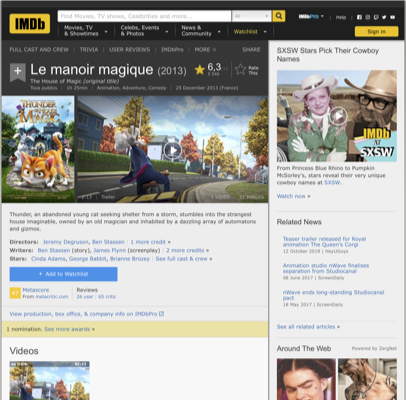 IMDb
Find Movies, TV shows, Celebrities and more...
All
IMDbPro
Help
Movies, TV
& Showtimes
Celebs, Events
& Photos
News &
Community
Watchlist
Sign in
FULL CAST AND CREW | TRIVIA | USER REVIEWS | IMDbPro | MORE
SHARE
Le manoir magique (2013)
The House of Magic (original title)
Tous publics | 1h 25min | Animation, Adventure, Comedy | 25 December 2013 (France)
6,3
Rate
This
THUNDER
Thunder, an abandoned young cat seeking shelter from a storm, stumbles into the strangest
house imaginable, owned by an old magician and inhabited by a dazzling array of automatons
and gizmos.
Directors: Jeremy Degruson, Ben Stassen | 1 more credit »
Writers: Ben Stassen (story), James Flynn (screenplay) | 2 more credits »
Stars: Cinda Adams, George Babbit, Brianne Brozey | See full cast & crew »
+ Add to Watchlist
Metascore
From metacritic.com
Reviews
26 user | 65 critic
View production, box office, & company info on IMDbPro
1 nomination. See more awards »
Videos
SXSW Stars Pick Their Cowboy
Names
IMDb
AT
SXSW
From Princess Blue Rhino to Pumpkin
McSorley's, stars reveal their very unique
cowboy names at SXSW.
Watch now »
Related News
Teaser trailer released for Royal
animation The Queen's Corgi
12 October 2018 | HeyUGuys
Animation studio nWave finalises
separation from Studiocanal
08 June 2017 | ScreenDaily
nWave ends long-standing Studiocanal
pact
18 May 2017 | ScreenDaily
See all related articles »
Around The Web
Powered by ZergNet